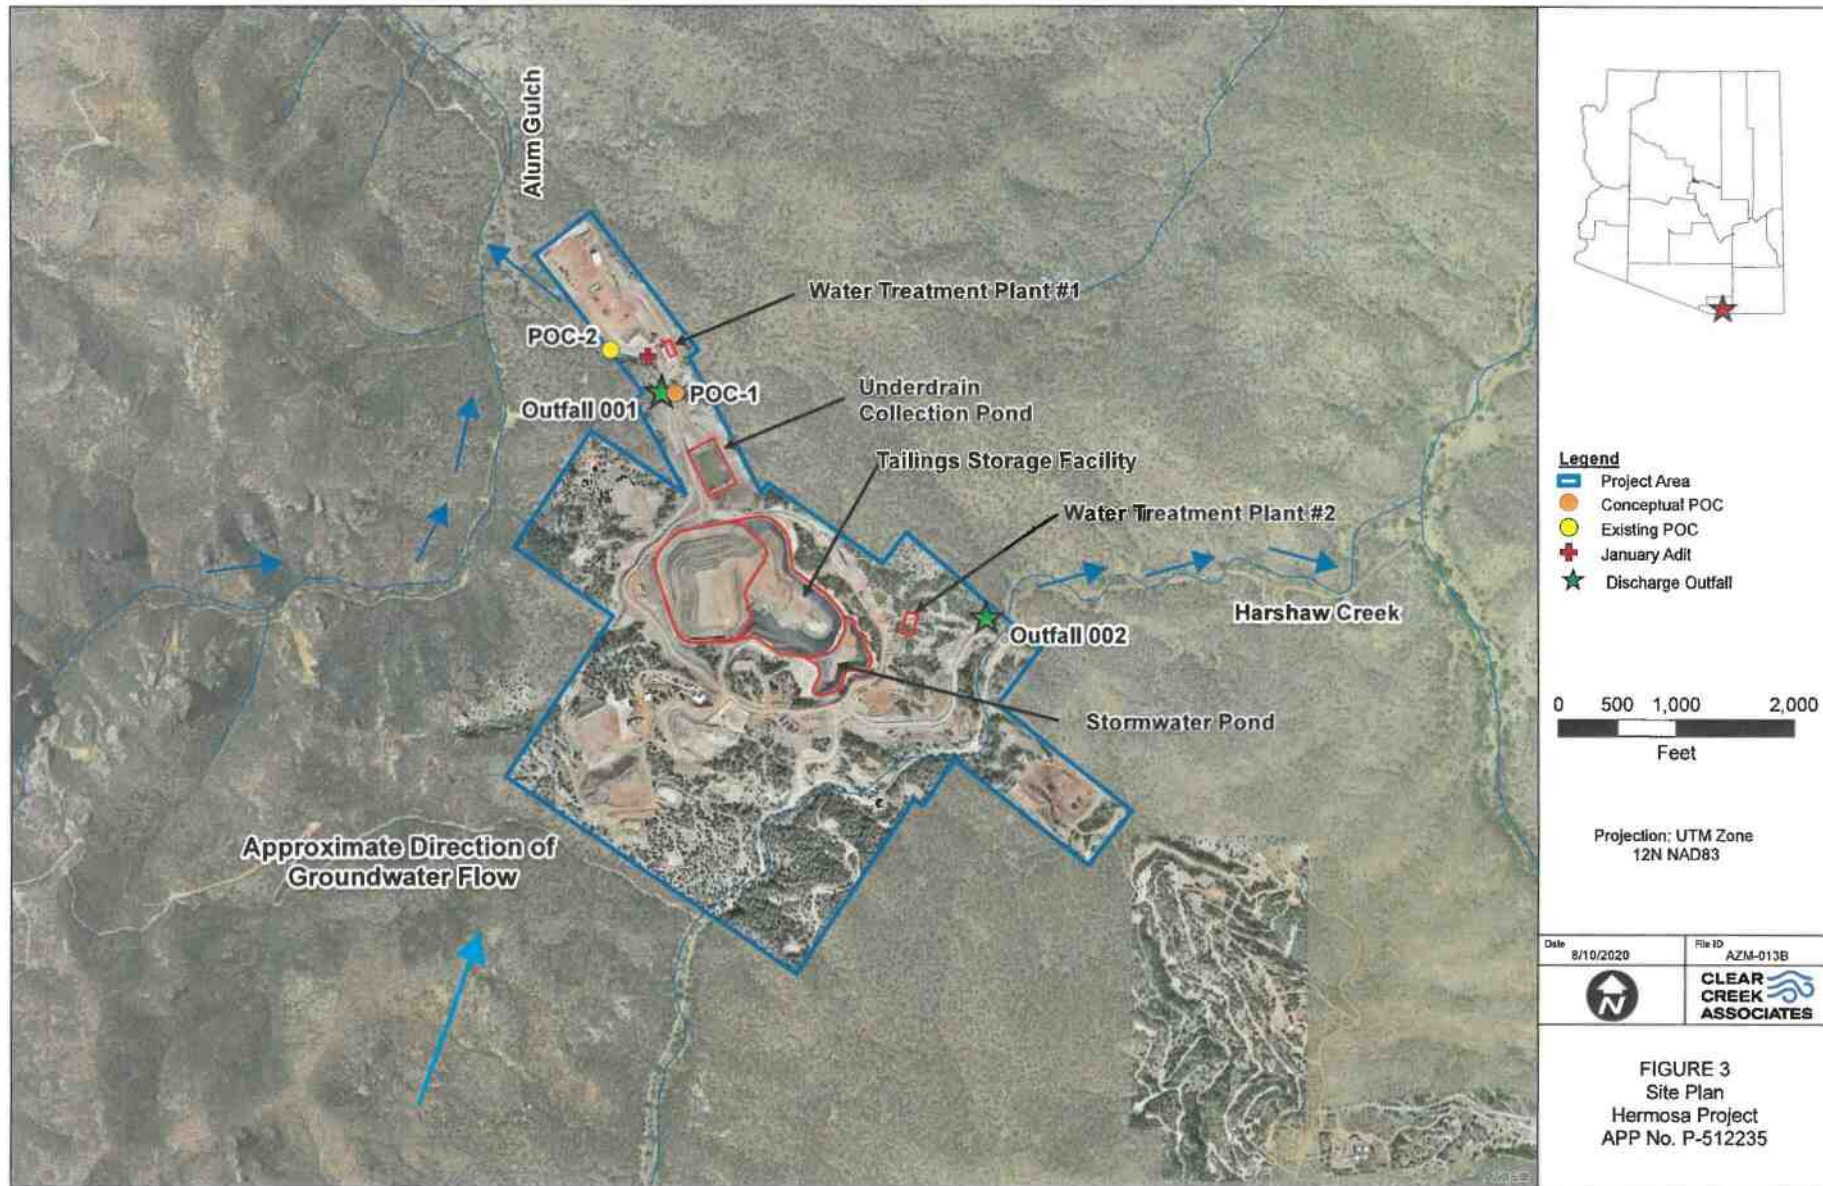 Alum Gulch
Water Treatment Plant #1
POC-2
POC-1
Outfall 001
Underdrain
Collection Pond
Tailings Storage Facility
Water Treatment Plant #2
Harshaw Creek
Outfall 002
Stormwater Pond
Approximate Direction of
Groundwater Flow
Legend
Project Area
Conceptual POC
Existing POC
January Adit
Discharge Outfall
0 500 1,000 2,000
Feet
Projection: UTM Zone
12N NAD83
Date
8/10/2020
File ID
AZM-013B
N
CLEAR
CREEK
ASSOCIATES
FIGURE 3
Site Plan
Hermosa Project
APP No. P-512235